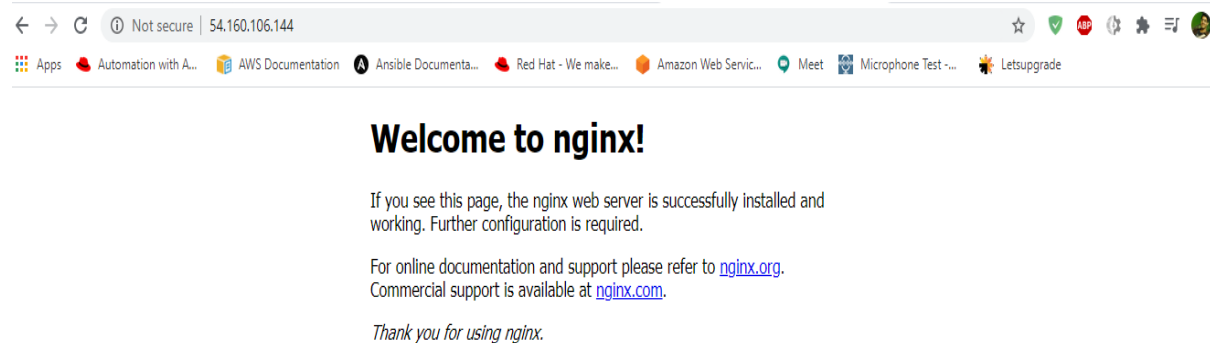 Not secure | 54.160.106.144
ABP
Apps Automation with A... AWS Documentation Ansible Documenta... Red Hat - We make... Amazon Web Servic... Meet Microphone Test -... Letsupgrade
Welcome to nginx!
If you see this page, the nginx web server is successfully installed and
working. Further configuration is required.
For online documentation and support please refer to nginx.org.
Commercial support is available at nginx.com.
Thank you for using nginx.